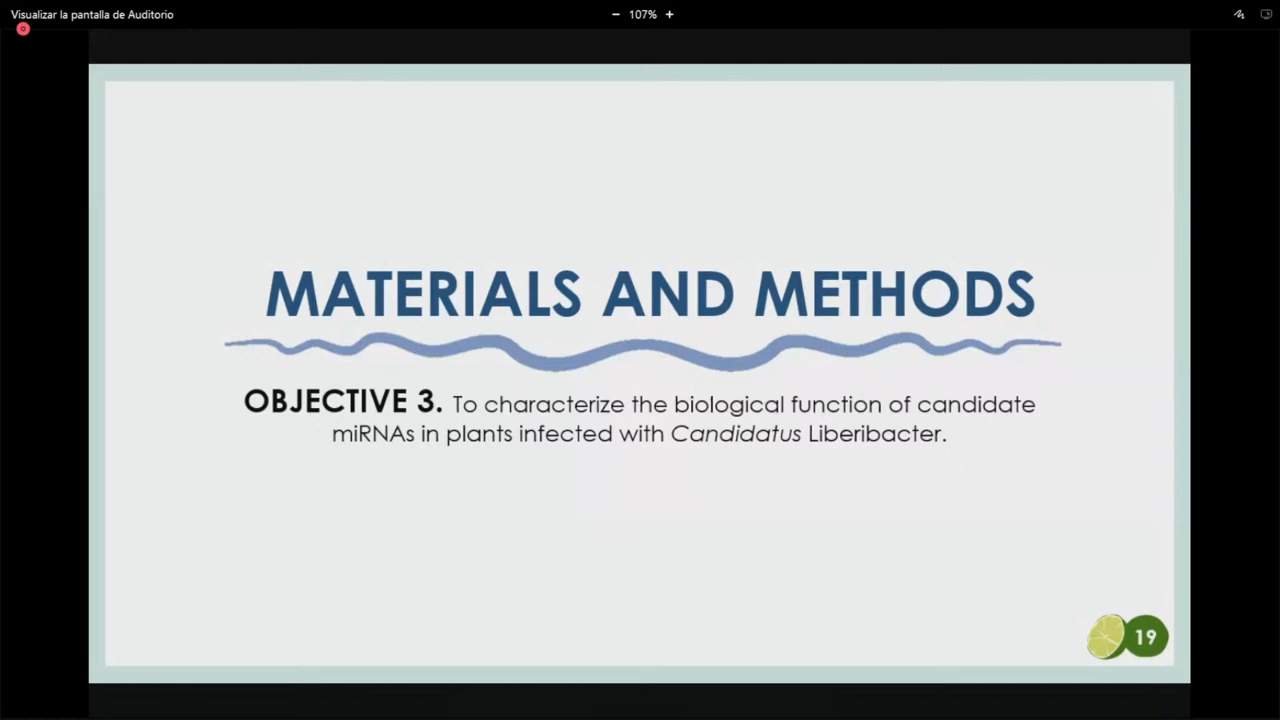 Visualizar la pantalla de Auditorio
− 107% +
MATERIALS AND METHODS
OBJECTIVE 3. To characterize the biological function of candidate
miRNAs in plants infected with Candidatus Liberibacter.
19